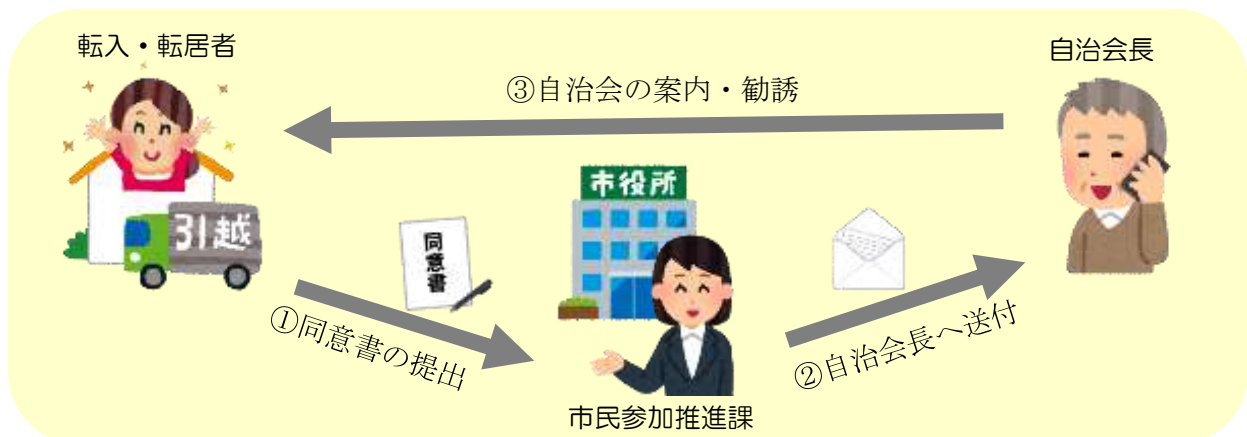 転入・転居者
自治会長
③自治会の案内・勧誘
市役所
引越
同意書
①同意書の提出
②自治会長へ送付
市民参加推進課